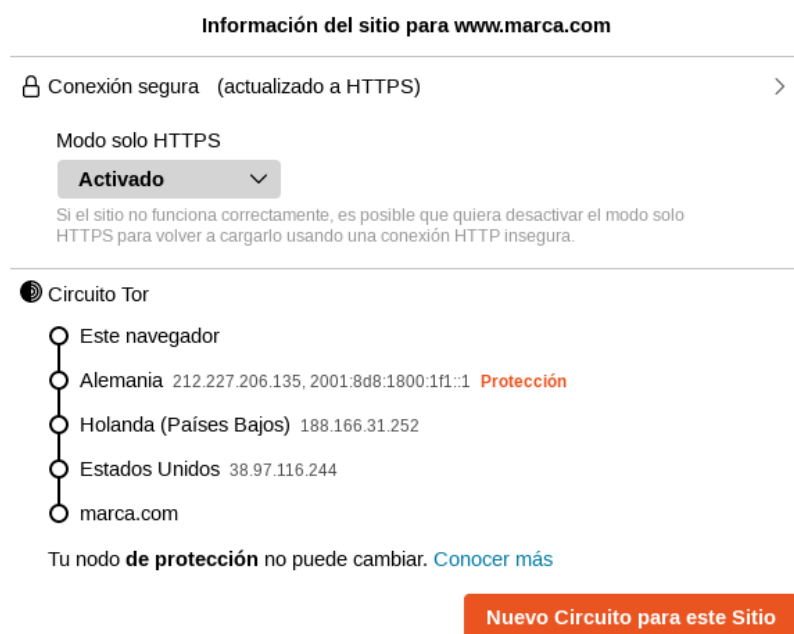 Información del sitio para www.marca.com
Conexión segura (actualizado a HTTPS)
Modo solo HTTPS
Activado
Si el sitio no funciona correctamente, es posible que quiera desactivar el modo solo
HTTPS para volver a cargarlo usando una conexión HTTP insegura.
Circuito Tor
Este navegador
Alemania 212.227.206.135, 2001:8d8:1800:1f1::1 Protección
Holanda (Países Bajos) 188.166.31.252
Estados Unidos 38.97.116.244
marca.com
Tu nodo de protección no puede cambiar. Conocer más
Nuevo Circuito para este Sitio